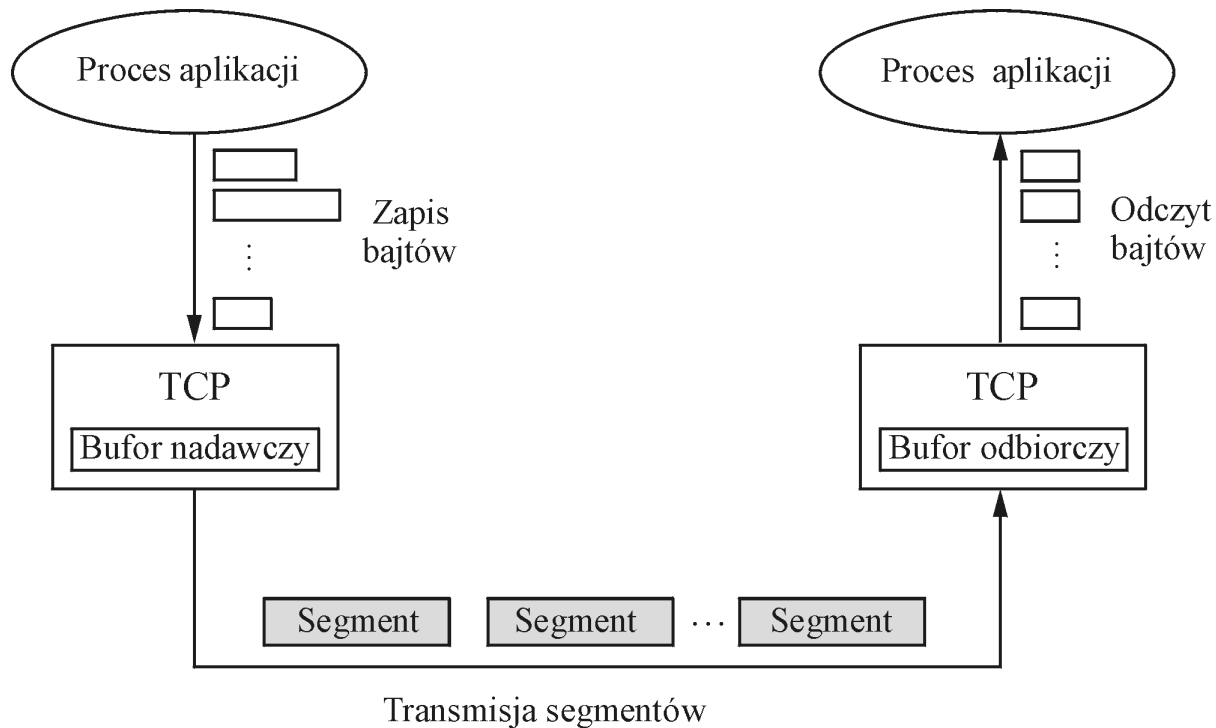 Proces aplikacji
Proces aplikacji
Zapis
bajtów
Odczyt
bajtów
TCP
Bufor nadawczy
TCP
Bufor odbiorczy
Segment
Segment
...
Segment
Transmisja segmentów